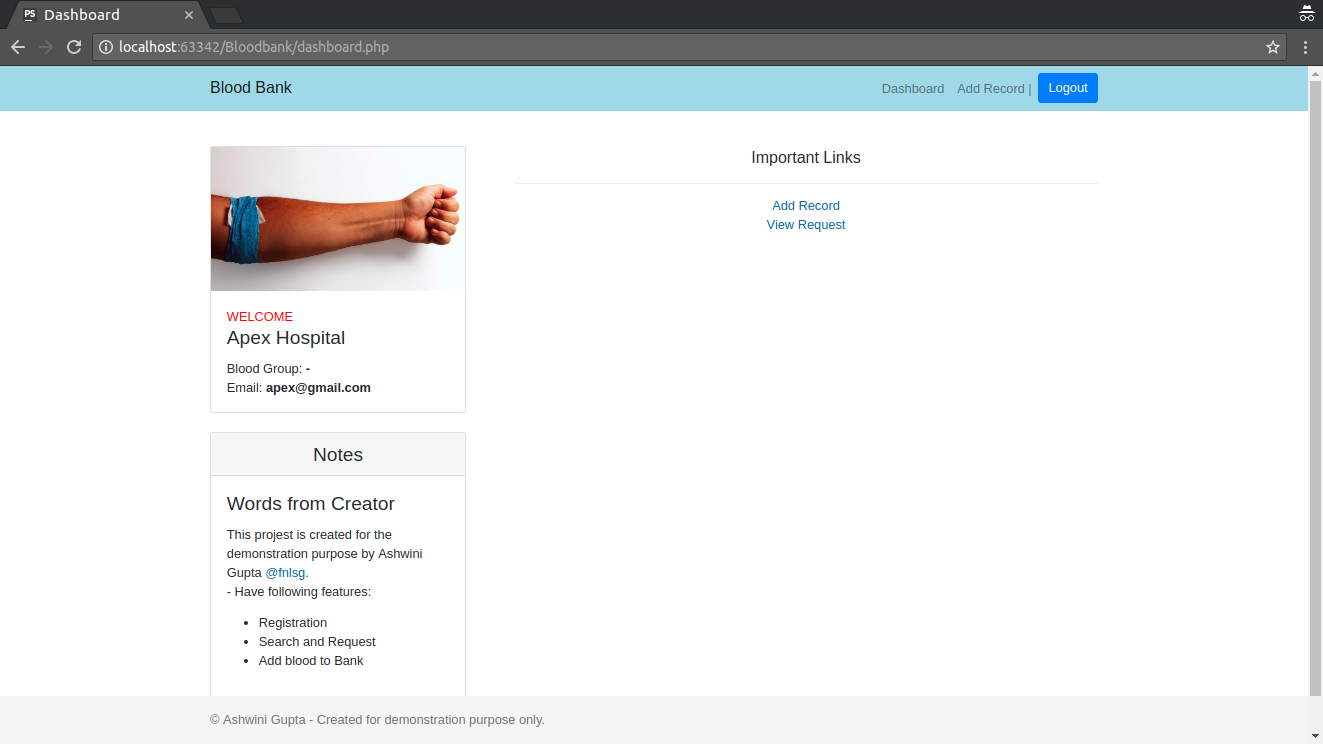 PS Dashboard
localhost:63342/Bloodbank/dashboard.php
Blood Bank
Dashboard Add Record | Logout
Important Links
Add Record
View Request
WELCOME
Apex Hospital
Blood Group: -
Email: apex@gmail.com
Notes
Words from Creator
This projest is created for the
demonstration purpose by Ashwini
Gupta @fnlsg.
- Have following features:
• Registration
• Search and Request
• Add blood to Bank
© Ashwini Gupta - Created for demonstration purpose only.